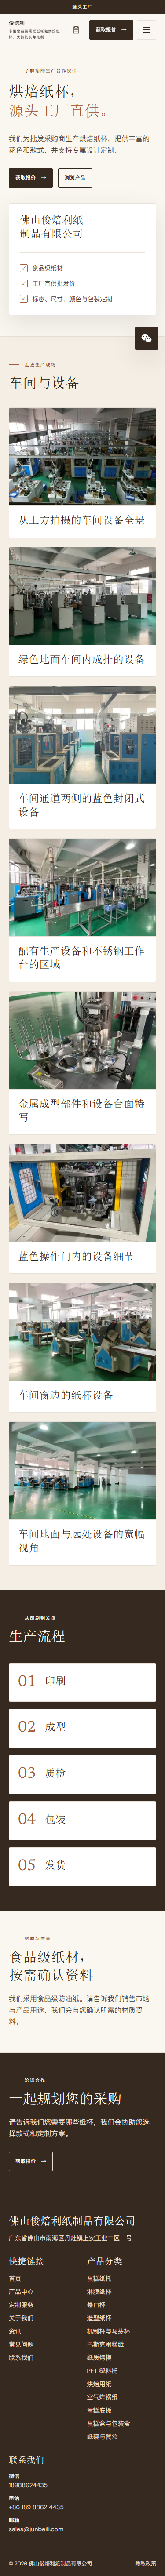 源头工厂
俊焙利
专做食品级蛋糕纸托和烘焙纸杯，支持批发与定制
获取报价 →
了解您的生产合作伙伴
烘焙纸杯，
源头工厂直供。
我们为批发采购商生产烘焙纸杯，提供丰富的花色和款式，并支持专属设计定制。
获取报价 →
浏览产品
佛山俊焙利纸
制品有限公司
食品级纸材
工厂直供批发价
标志、尺寸、颜色与包装定制
走进生产现场
车间与设备
从上方拍摄的车间设备全景
绿色地面车间内成排的设备
车间通道两侧的蓝色封闭式
设备
配有生产设备和不锈钢工作
台的区域
金属成型部件和设备台面特
写
蓝色操作门内的设备细节
车间窗边的纸杯设备
车间地面与远处设备的宽幅
视角
从印刷到发货
生产流程
01 印刷
02 成型
03 质检
04 包装
05 发货
材质与质量
食品级纸材，
按需确认资料
我们采用食品级防油纸。请告诉我们销售市
场与产品用途，我们会与您确认所需的材质资
料。
洽谈合作
一起规划您的采购
请告诉我们您需要哪些纸杯，我们会协助您选
择款式和定制方案。
获取报价 →
佛山俊焙利纸制品有限公司
广东省佛山市南海区丹灶镇上安工业二区一号
快捷链接
首页
产品中心
定制服务
关于我们
资讯
常见问题
联系我们
产品分类
蛋糕纸托
淋膜纸杯
卷口杯
造型纸杯
机制杯与马芬杯
巴斯克蛋糕纸
纸质烤模
PET 塑料托
烘焙用纸
空气炸锅纸
蛋糕底板
蛋糕盒与包装盒
纸碗与餐盒
联系我们
微信
18988624435
电话
+86 189 8862 4435
邮箱
sales@junbeili.com
© 2026 佛山俊焙利纸制品有限公司
隐私政策